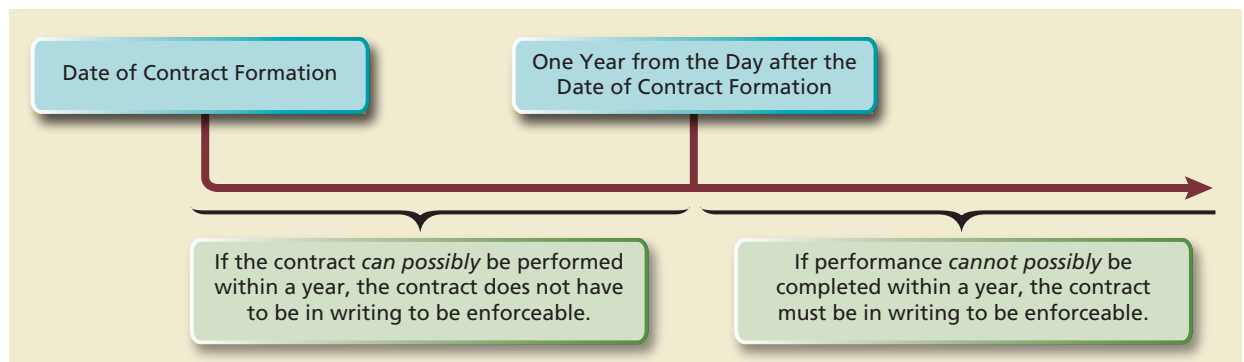 Date of Contract Formation
One Year from the Day after the
Date of Contract Formation
If the contract can possibly be performed
within a year, the contract does not have
to be in writing to be enforceable.
If performance cannot possibly be
completed within a year, the contract
must be in writing to be enforceable.